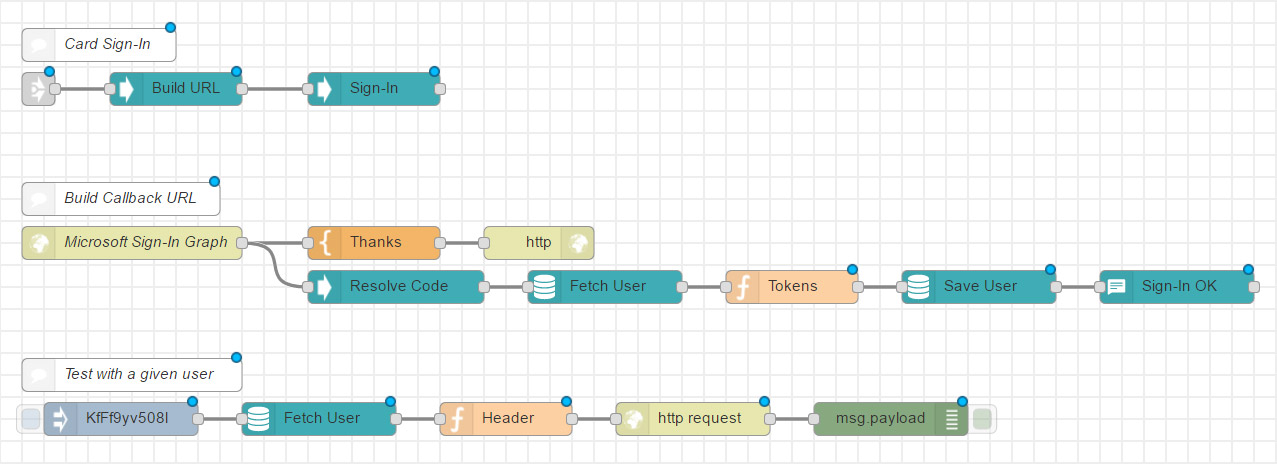 Card Sign-In
Build URL
Sign-In
Build Callback URL
Microsoft Sign-In Graph
Thanks
http
Resolve Code
Fetch User
Tokens
Save User
Sign-In OK
Test with a given user
KfFf9yv508I
Fetch User
Header
http request
msg.payload